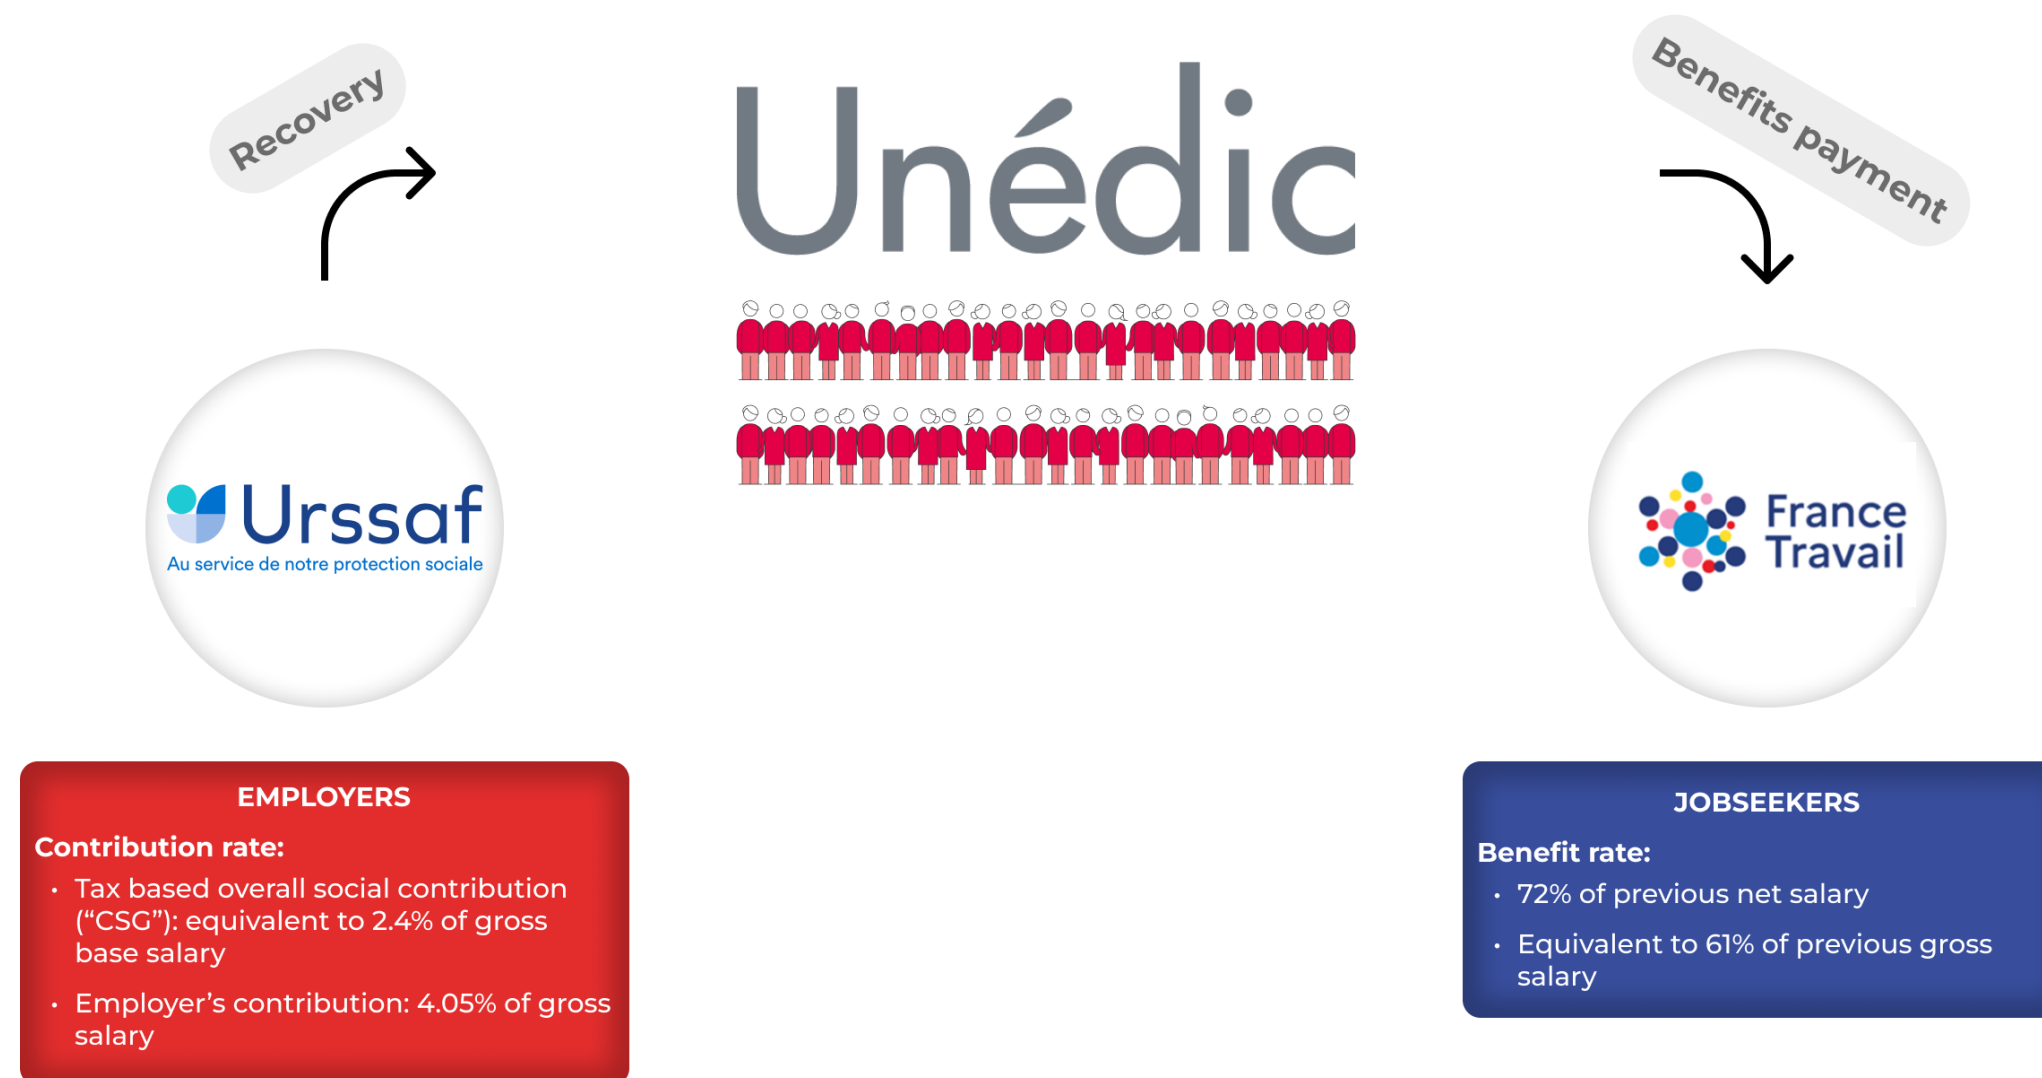 Recovery
Unédic
Benefits payment
Urssaf
Au service de notre protection sociale
France
Travail
EMPLOYERS
Contribution rate:
• Tax based overall social contribution
(“CSG”): equivalent to 2.4% of gross
base salary
• Employer’s contribution: 4.05% of gross
salary
JOBSEEKERS
Benefit rate:
• 72% of previous net salary
• Equivalent to 61% of previous gross
salary